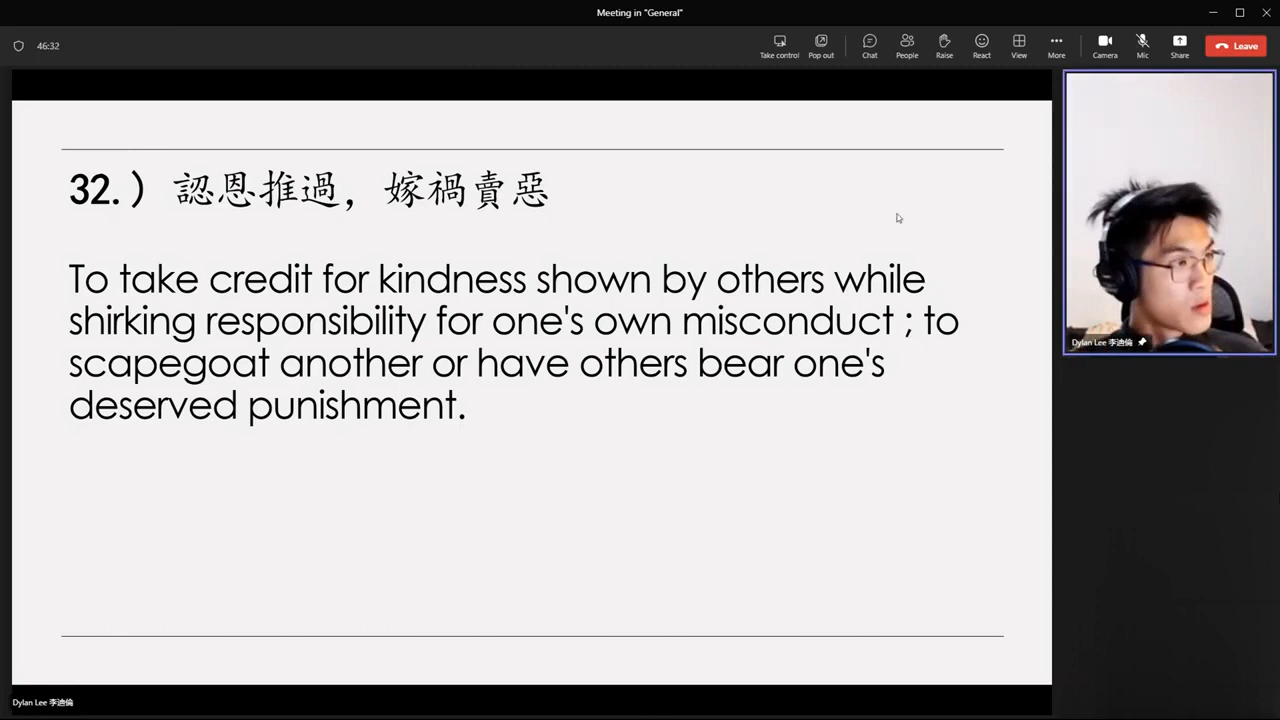 Meeting in "General"
46:32
Take control
Pop out
Chat
People
Raise
React
View
More
Camera
Mic
Share
Leave
32.）認恩推過，嫁禍賣惡
To take credit for kindness shown by others while
shirking responsibility for one's own misconduct ; to
scapegoat another or have others bear one's
deserved punishment.
Dylan Lee 李迪倫
Dylan Lee 李迪倫